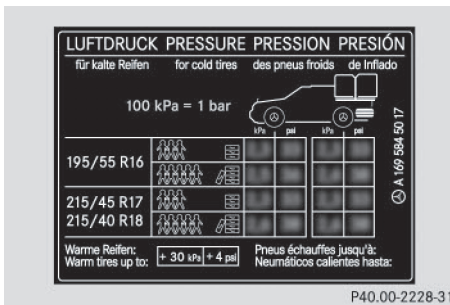 LUFTDRUCK PRESSURE PRESSION PRESIÓN
für kalte Reifen for cold tires des pneus froids de Inflado
100 kPa = 1 bar
kPa psi kPa psi
195/55 R16
215/45 R17
215/40 R18
A 169 584 50 17
Warme Reifen:
Warm tires up to:
+ 30 kPa + 4 psi
Pneus échauffes jusqu'à:
Neumáticos calientes hasta:
P40.00-2228-31